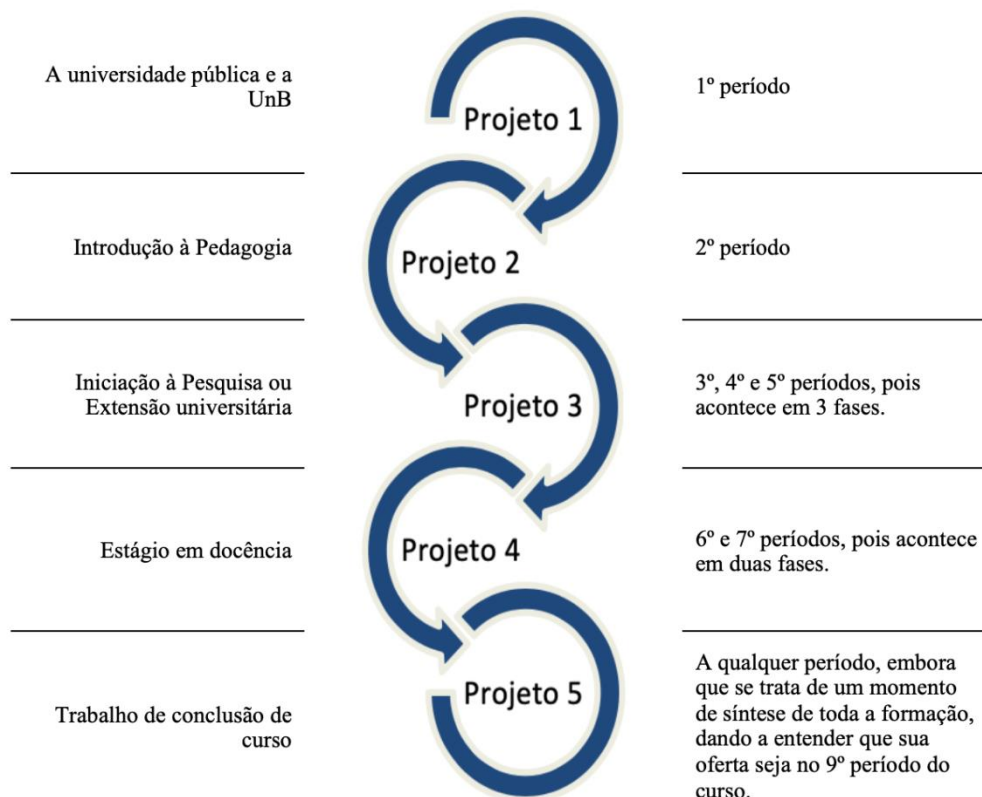 A universidade pública e a
UnB
Projeto 1
1º período
Introdução à Pedagogia
Projeto 2
2º período
Iniciação à Pesquisa ou
Extensão universitária
Projeto 3
3º, 4º e 5º períodos, pois
acontece em 3 fases.
Estágio em docência
Projeto 4
6º e 7º períodos, pois acontece
em duas fases.
Trabalho de conclusão de
curso
Projeto 5
A qualquer período, embora
que se trata de um momento
de síntese de toda a formação,
dando a entender que sua
oferta seja no 9º período do
curso.